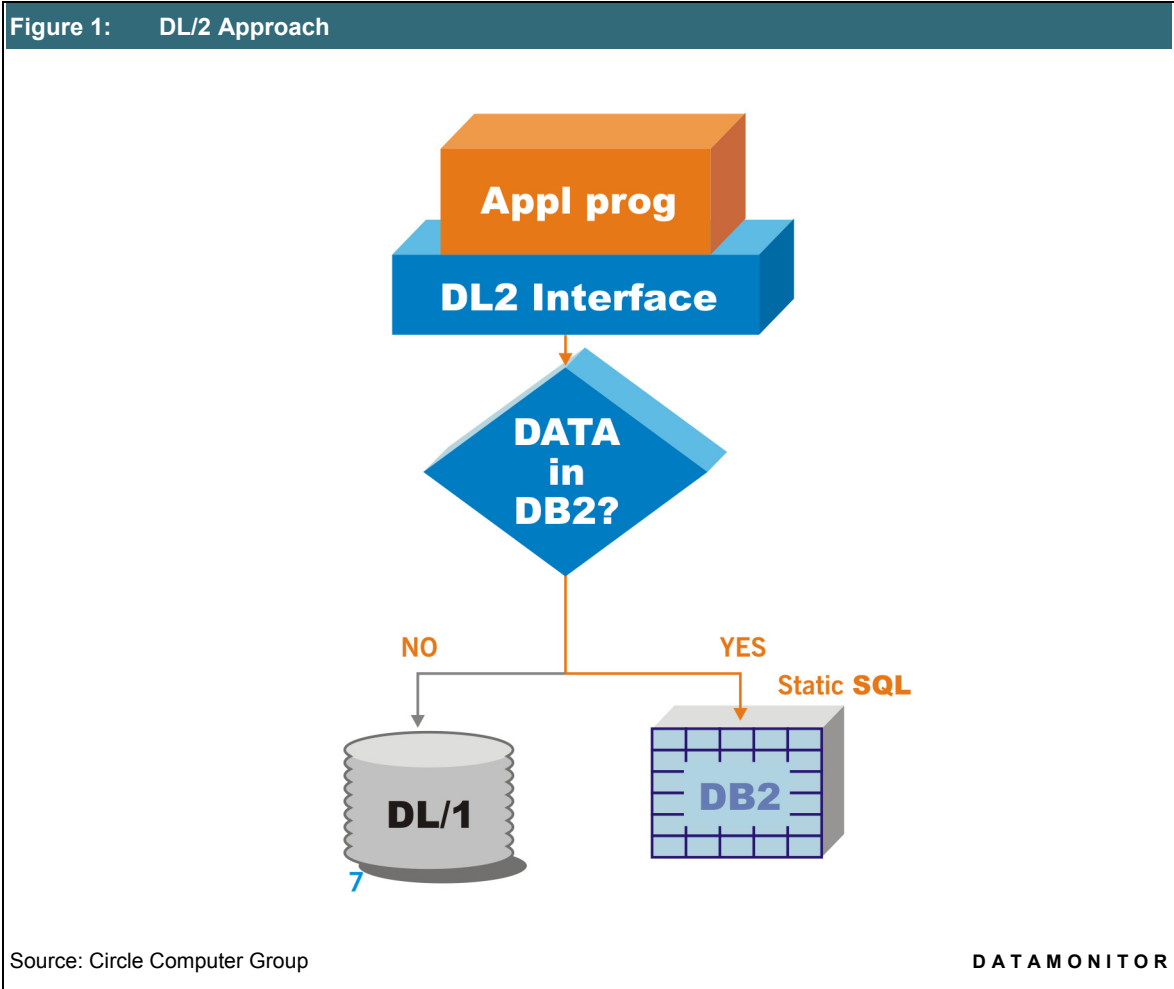 Figure 1: DL/2 Approach
Appl prog
DL2 Interface
DATA
in
DB2?
NO
YES
Static SQL
DL/1
DB2
7
Source: Circle Computer Group
DATAMONITOR